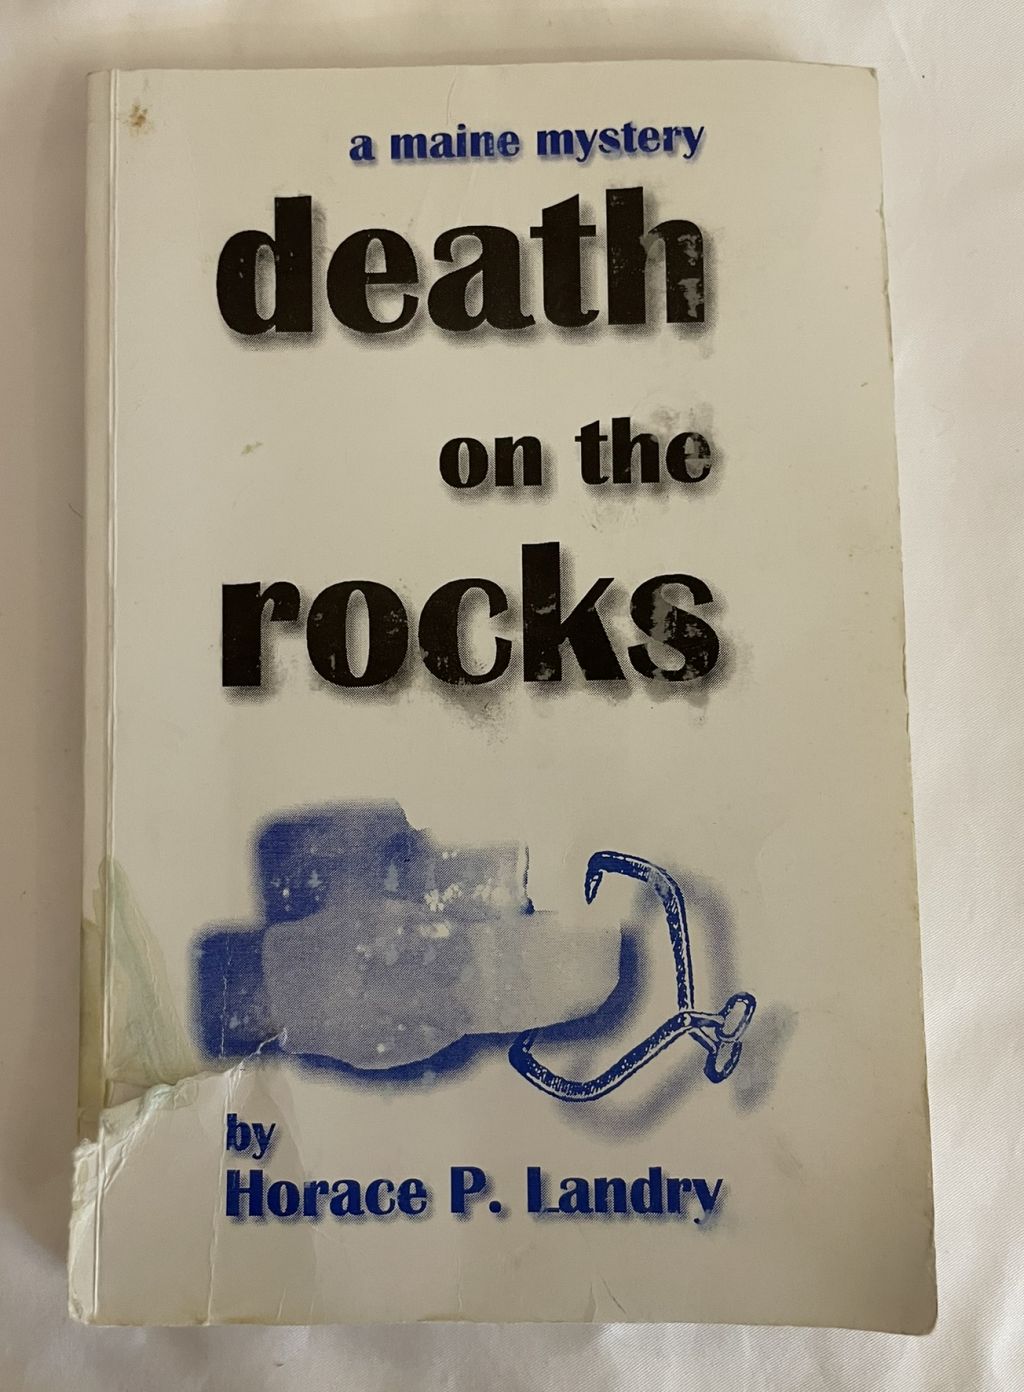 a maine mystery
death
on the
rocks
by
Horace P. Landry